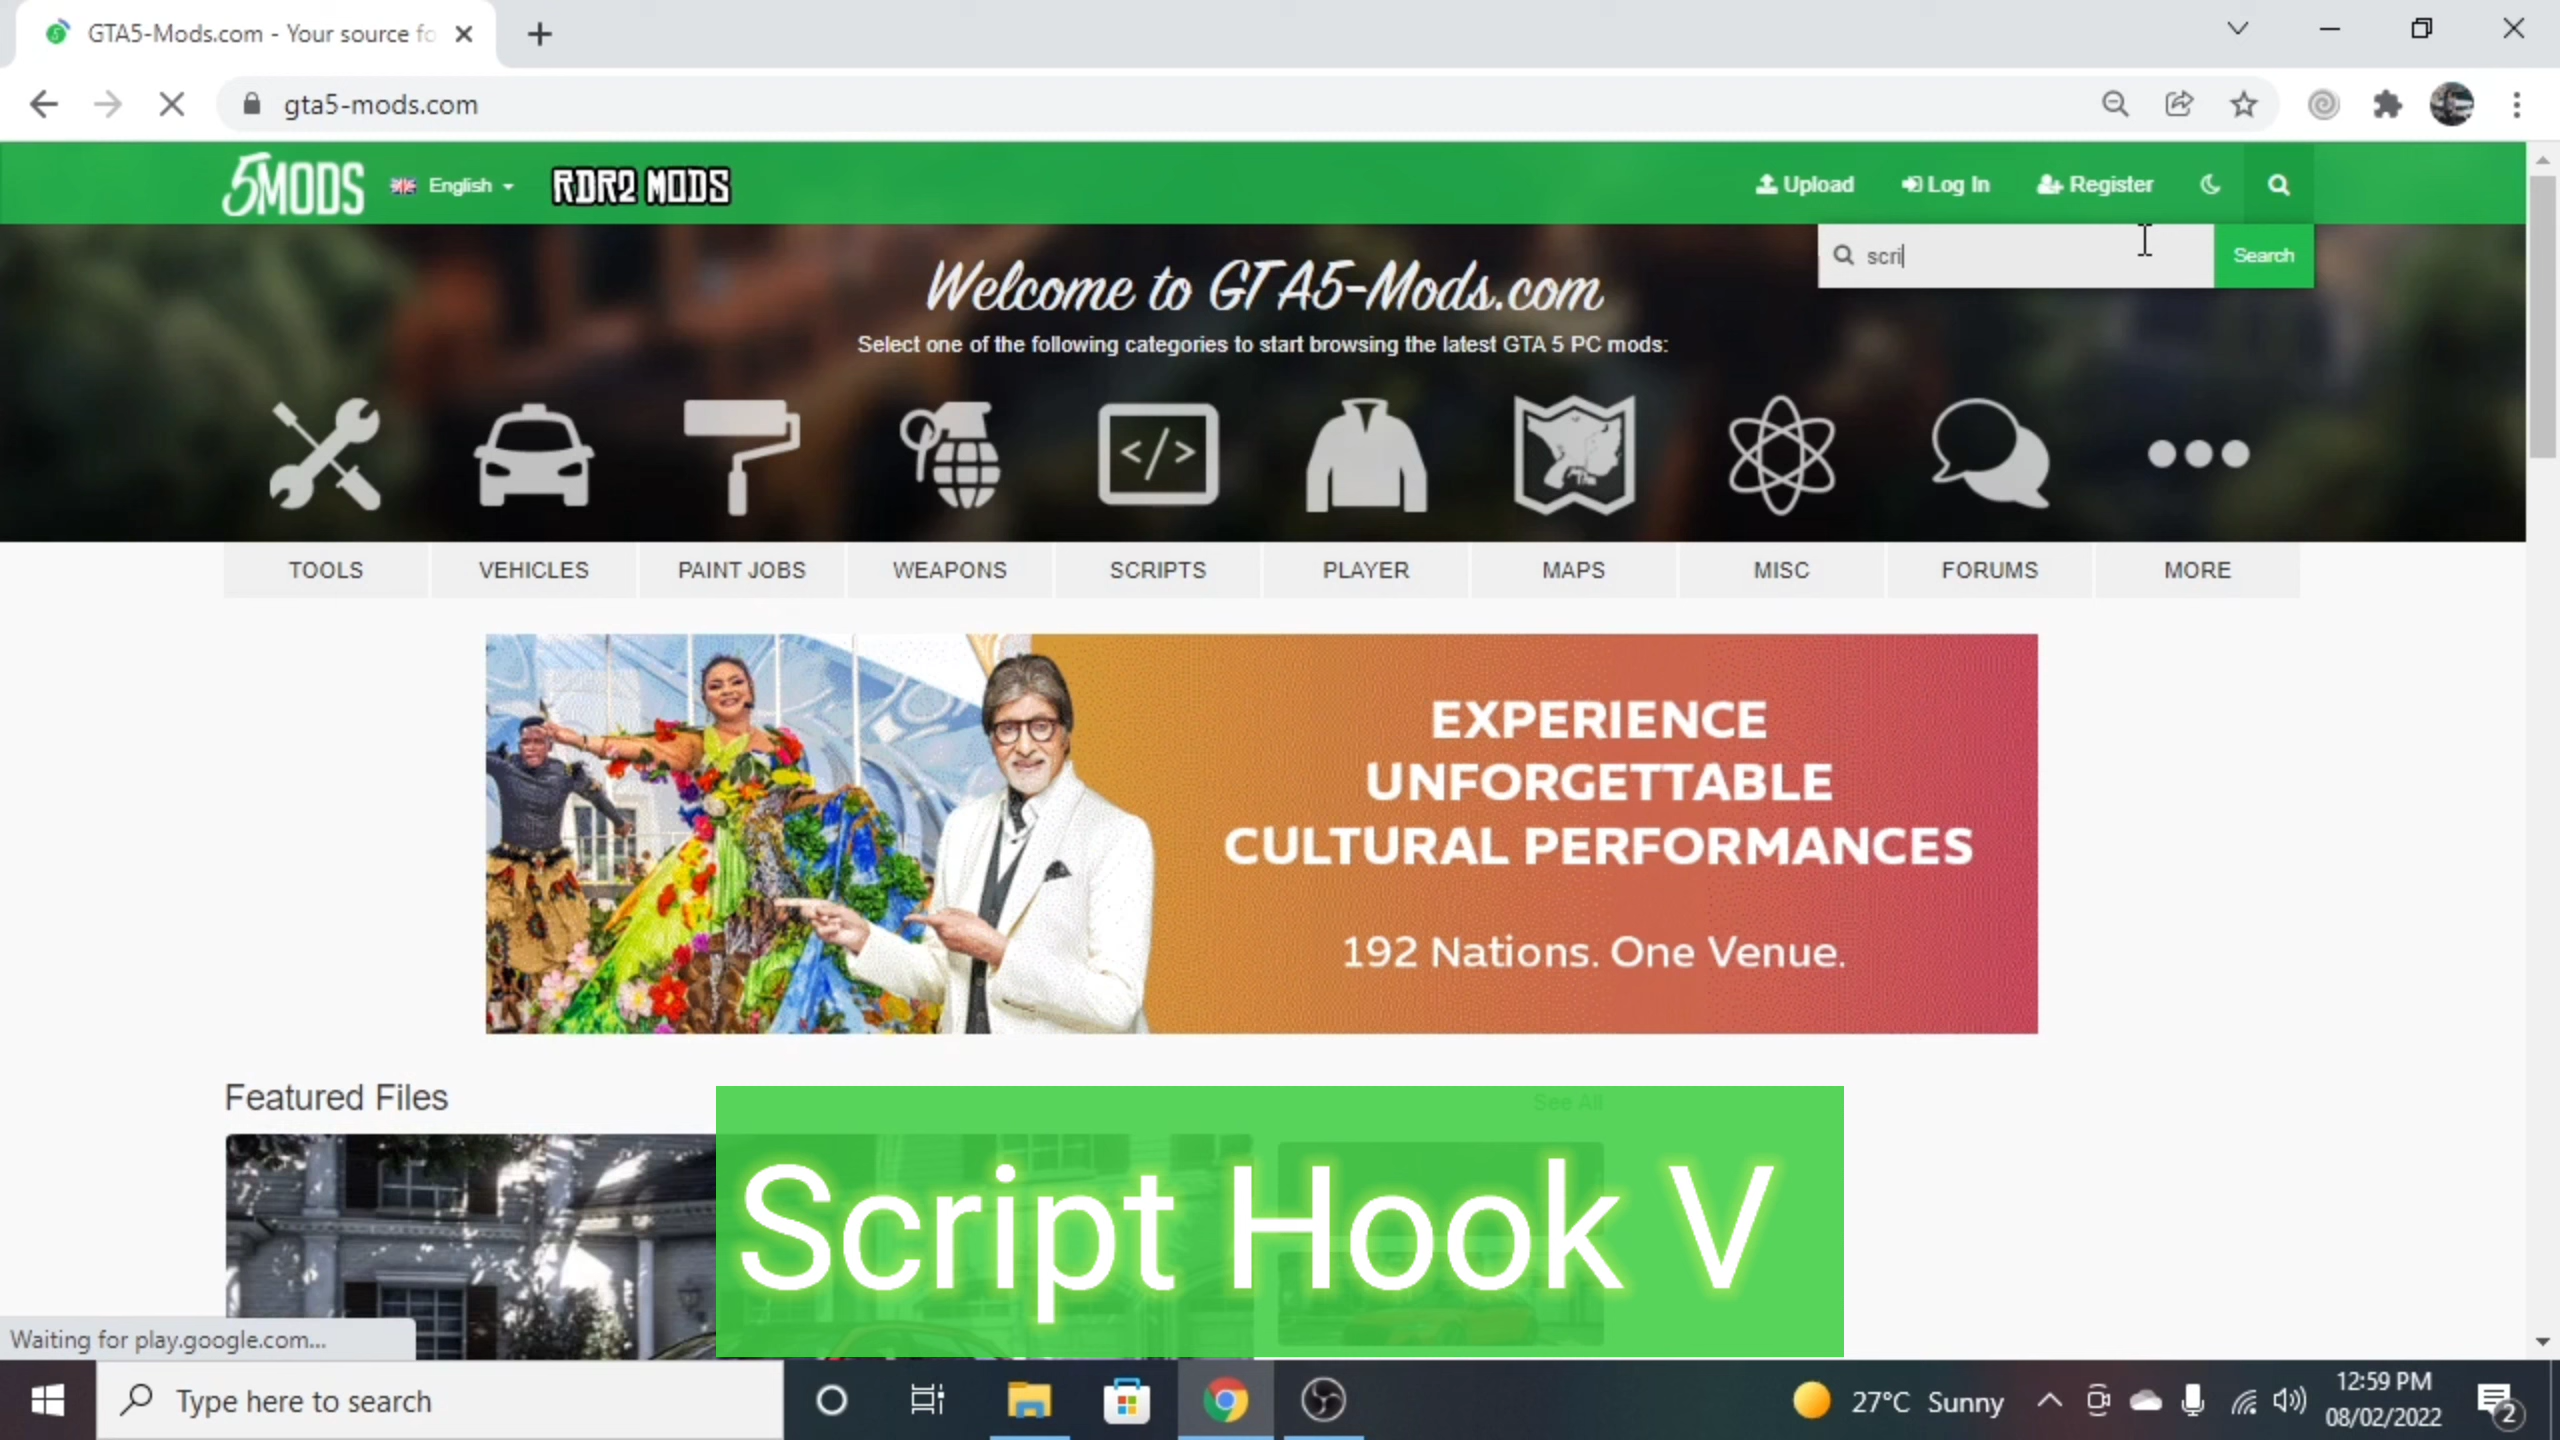 GTA5-Mods.com - Your source fo
gta5-mods.com
5MODS
English
RDR2 MODS
Upload
Log In
Register
scri
Search
Welcome to GTA5-Mods.com
Select one of the following categories to start browsing the latest GTA 5 PC mods:
</>
TOOLS
VEHICLES
PAINT JOBS
WEAPONS
SCRIPTS
PLAYER
MAPS
MISC
FORUMS
MORE
EXPERIENCE
UNFORGETTABLE
CULTURAL PERFORMANCES
192 Nations. One Venue.
Featured Files
See All
Script Hook V
Waiting for play.google.com...
Type here to search
27°C Sunny
12:59 PM
08/02/2022
2